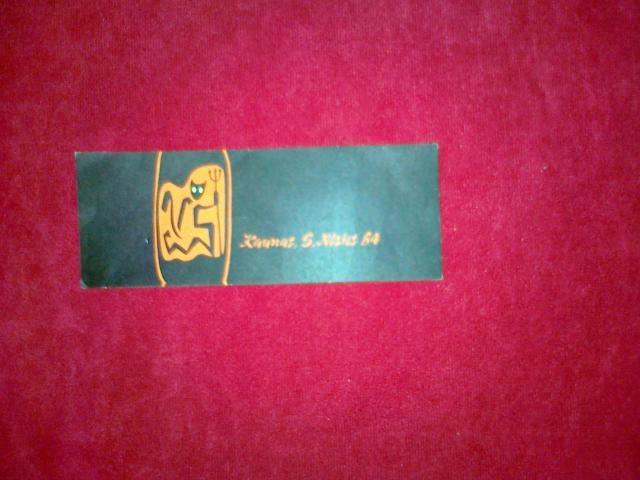 Kaunas, S. Nėries 64